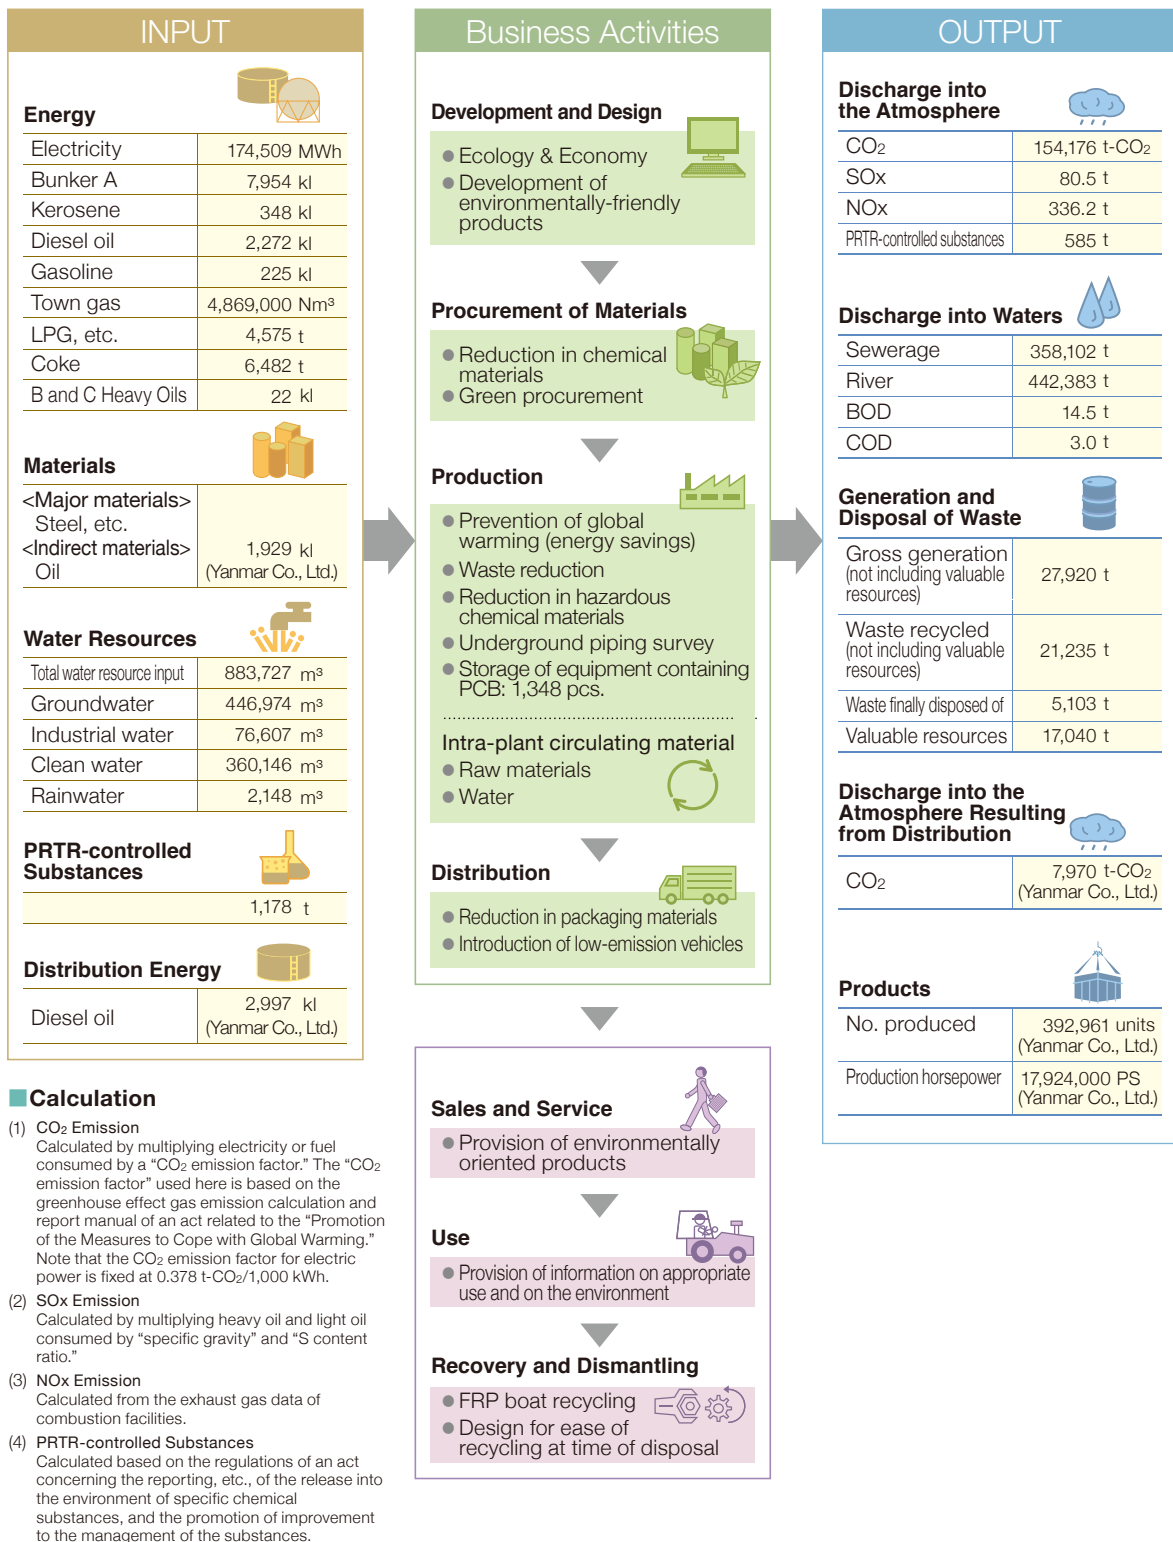 INPUT
Energy
Electricity 174,509 MWh
Bunker A 7,954 kl
Kerosene 348 kl
Diesel oil 2,272 kl
Gasoline 225 kl
Town gas 4,869,000 Nm³
LPG, etc. 4,575 t
Coke 6,482 t
B and C Heavy Oils 22 kl
Materials
<Major materials>
Steel, etc.
<Indirect materials> 1,929 kl
Oil (Yanmar Co., Ltd.)
Water Resources
Total water resource input 883,727 m³
Groundwater 446,974 m³
Industrial water 76,607 m³
Clean water 360,146 m³
Rainwater 2,148 m³
PRTR-controlled
Substances
1,178 t
Distribution Energy
Diesel oil 2,997 kl
(Yanmar Co., Ltd.)
Calculation
(1) CO₂ Emission
Calculated by multiplying electricity or fuel
consumed by a “CO₂ emission factor.” The “CO₂
emission factor” used here is based on the
greenhouse effect gas emission calculation and
report manual of an act related to the “Promotion
of the Measures to Cope with Global Warming.”
Note that the CO₂ emission factor for electric
power is fixed at 0.378 t-CO₂/1,000 kWh.
(2) SOx Emission
Calculated by multiplying heavy oil and light oil
consumed by “specific gravity” and “S content
ratio.”
(3) NOx Emission
Calculated from the exhaust gas data of
combustion facilities.
(4) PRTR-controlled Substances
Calculated based on the regulations of an act
concerning the reporting, etc., of the release into
the environment of specific chemical
substances, and the promotion of improvement
to the management of the substances.
Business Activities
Development and Design
● Ecology & Economy
● Development of
environmentally-friendly
products
Procurement of Materials
● Reduction in chemical
materials
● Green procurement
Production
● Prevention of global
warming (energy savings)
● Waste reduction
● Reduction in hazardous
chemical materials
● Underground piping survey
● Storage of equipment containing
PCB: 1,348 pcs.
Intra-plant circulating material
● Raw materials
● Water
Distribution
● Reduction in packaging materials
● Introduction of low-emission vehicles
Sales and Service
● Provision of environmentally
oriented products
Use
● Provision of information on appropriate
use and on the environment
Recovery and Dismantling
● FRP boat recycling
● Design for ease of
recycling at time of disposal
OUTPUT
Discharge into
the Atmosphere
CO₂ 154,176 t-CO₂
SOx 80.5 t
NOx 336.2 t
PRTR-controlled substances 585 t
Discharge into Waters
Sewerage 358,102 t
River 442,383 t
BOD 14.5 t
COD 3.0 t
Generation and
Disposal of Waste
Gross generation
(not including valuable 27,920 t
resources)
Waste recycled
(not including valuable 21,235 t
resources)
Waste finally disposed of 5,103 t
Valuable resources 17,040 t
Discharge into the
Atmosphere Resulting
from Distribution
CO₂ 7,970 t-CO₂
(Yanmar Co., Ltd.)
Products
No. produced 392,961 units
(Yanmar Co., Ltd.)
Production horsepower 17,924,000 PS
(Yanmar Co., Ltd.)